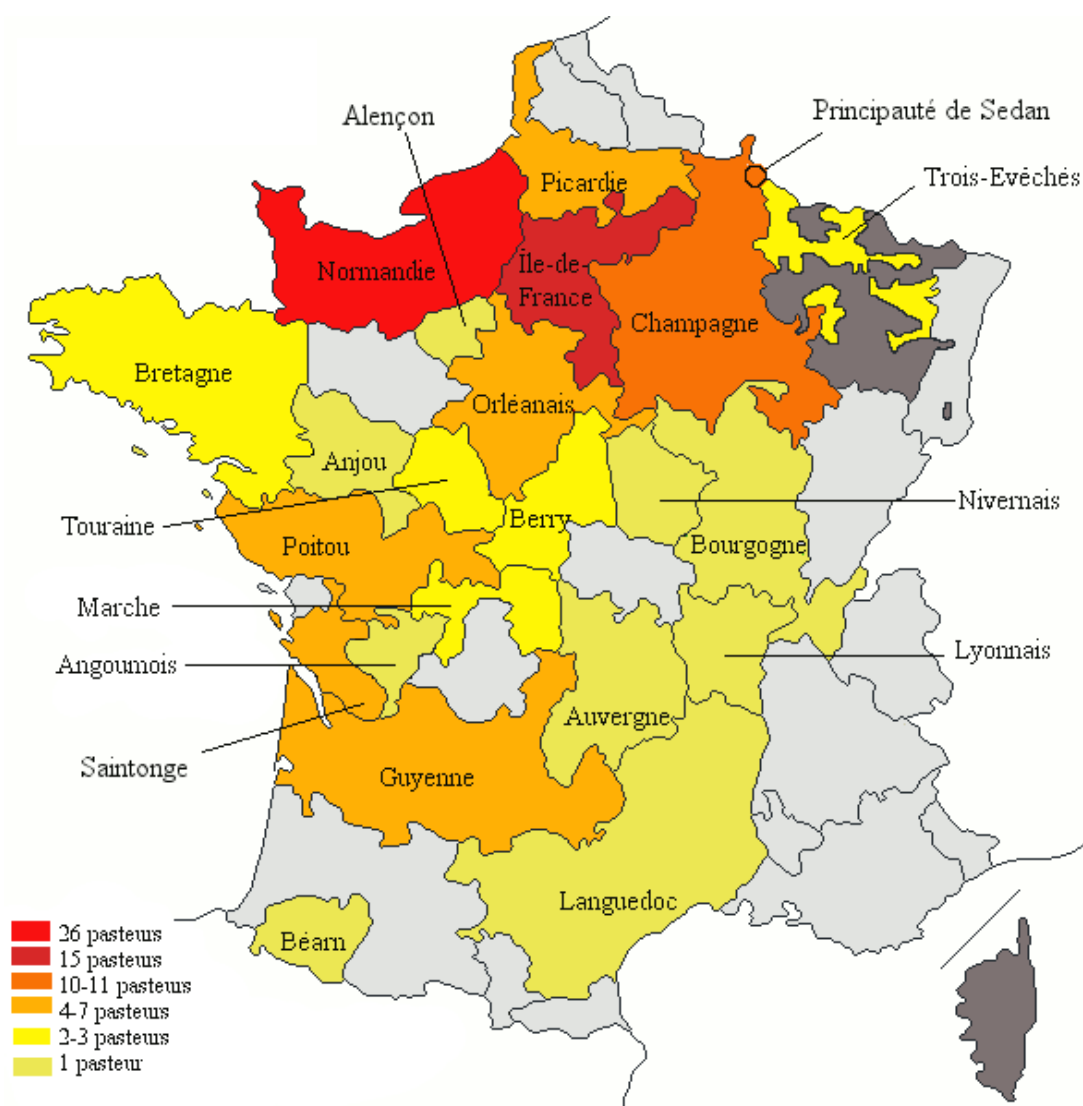 Alençon
Principauté de Sedan
Trois-Evêchés
Picardie
Normandie
Île-de-
France
Champagne
Bretagne
Orléanais
Anjou
Touraine
Berry
Nivernais
Poitou
Bourgogne
Marche
Angoumois
Lyonnais
Auvergne
Saintonge
Guyenne
Languedoc
Béarn
26 pasteurs
15 pasteurs
10-11 pasteurs
4-7 pasteurs
2-3 pasteurs
1 pasteur